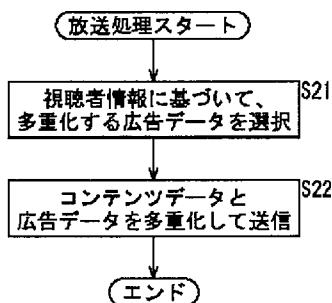 放送処理スタート
S21
視聴者情報に基づいて、
多重化する広告データを選択
S22
コンテンツデータと
広告データを多重化して送信
エンド